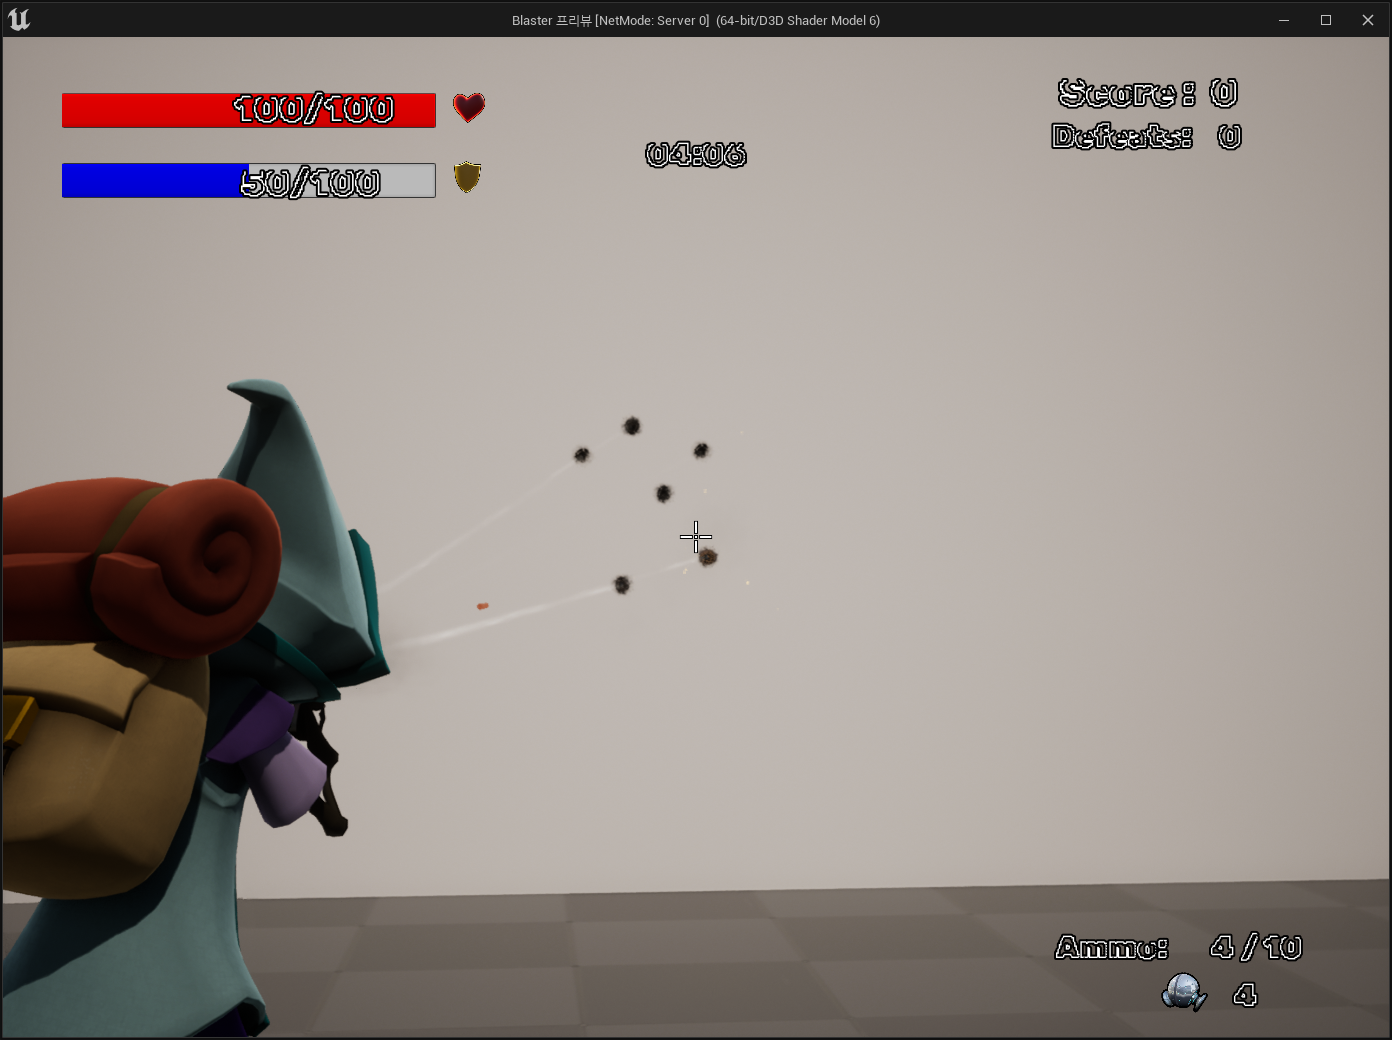 Blaster 프리뷰 [NetMode: Server 0] (64-bit/D3D Shader Model 6)
100/100
50/100
04:06
Score: 0
Defeats: 0
Ammo: 4 / 10
4